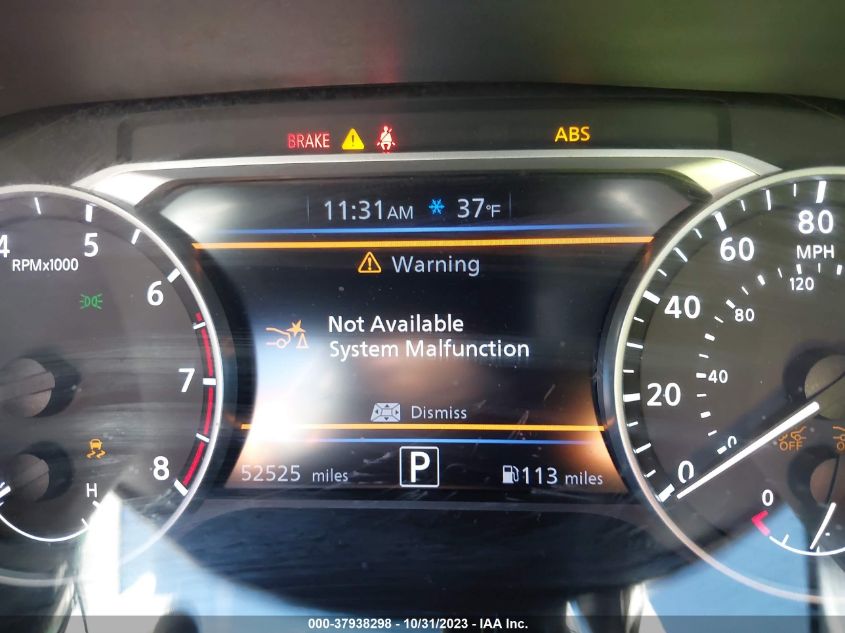 BRAKE
ABS
11:31AM 37°F
Warning
Not Available
System Malfunction
Dismiss
52525 miles P 113 miles
4 5 6 7 8
RPMx1000
H
0 20 40 60 80
MPH
0 40 80 120
OFF
0
000-37938298 - 10/31/2023 - IAA Inc.